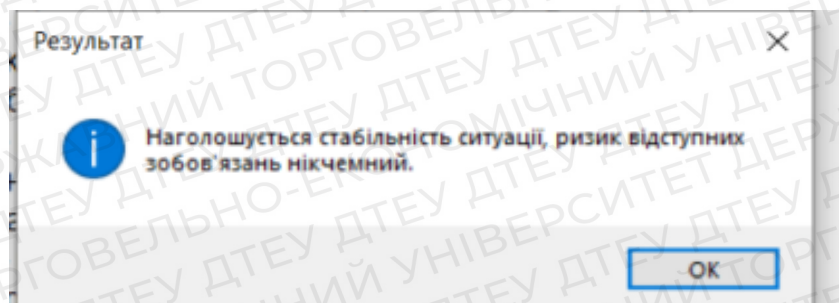 Результат
Наголошується стабільність ситуації, ризик відступних
зобов'язань нікчемний.
OK